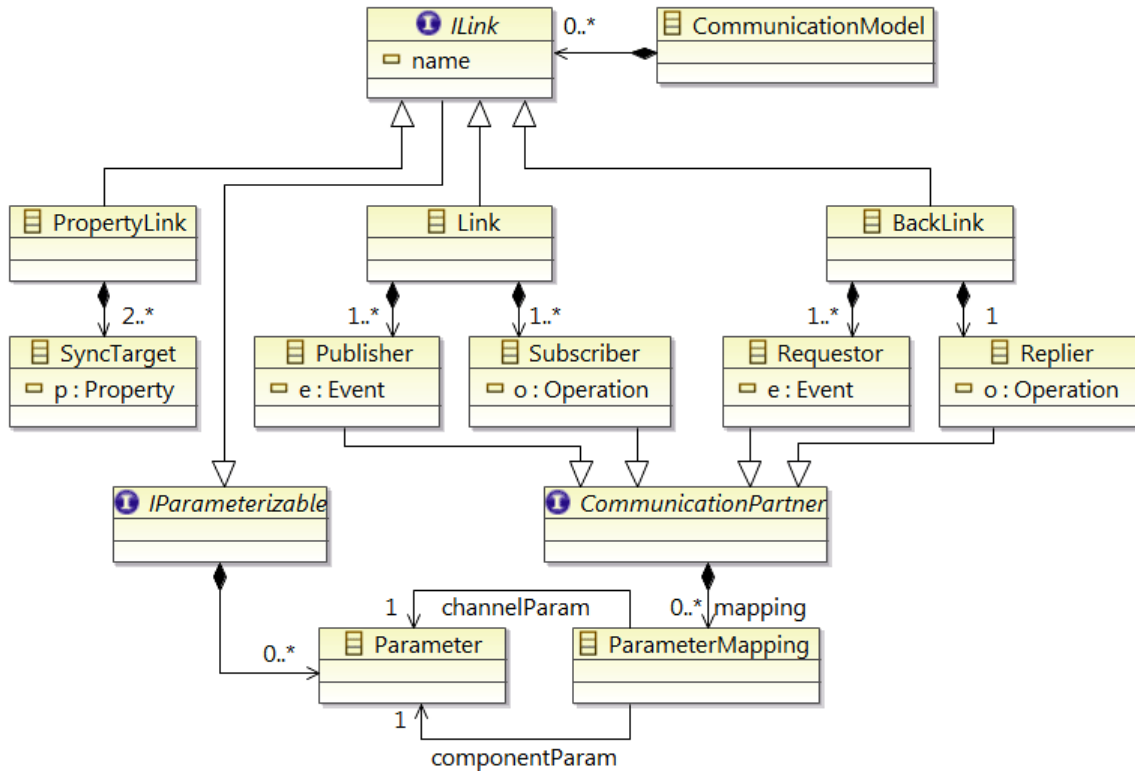 I ILink
name
0..*
CommunicationModel
PropertyLink
Link
BackLink
2..*
1..*
1..*
1..*
1
SyncTarget
p : Property
Publisher
e : Event
Subscriber
o : Operation
Requestor
e : Event
Replier
o : Operation
I IParameterizable
I CommunicationPartner
1
channelParam
0..* mapping
0..*
Parameter
ParameterMapping
1
componentParam